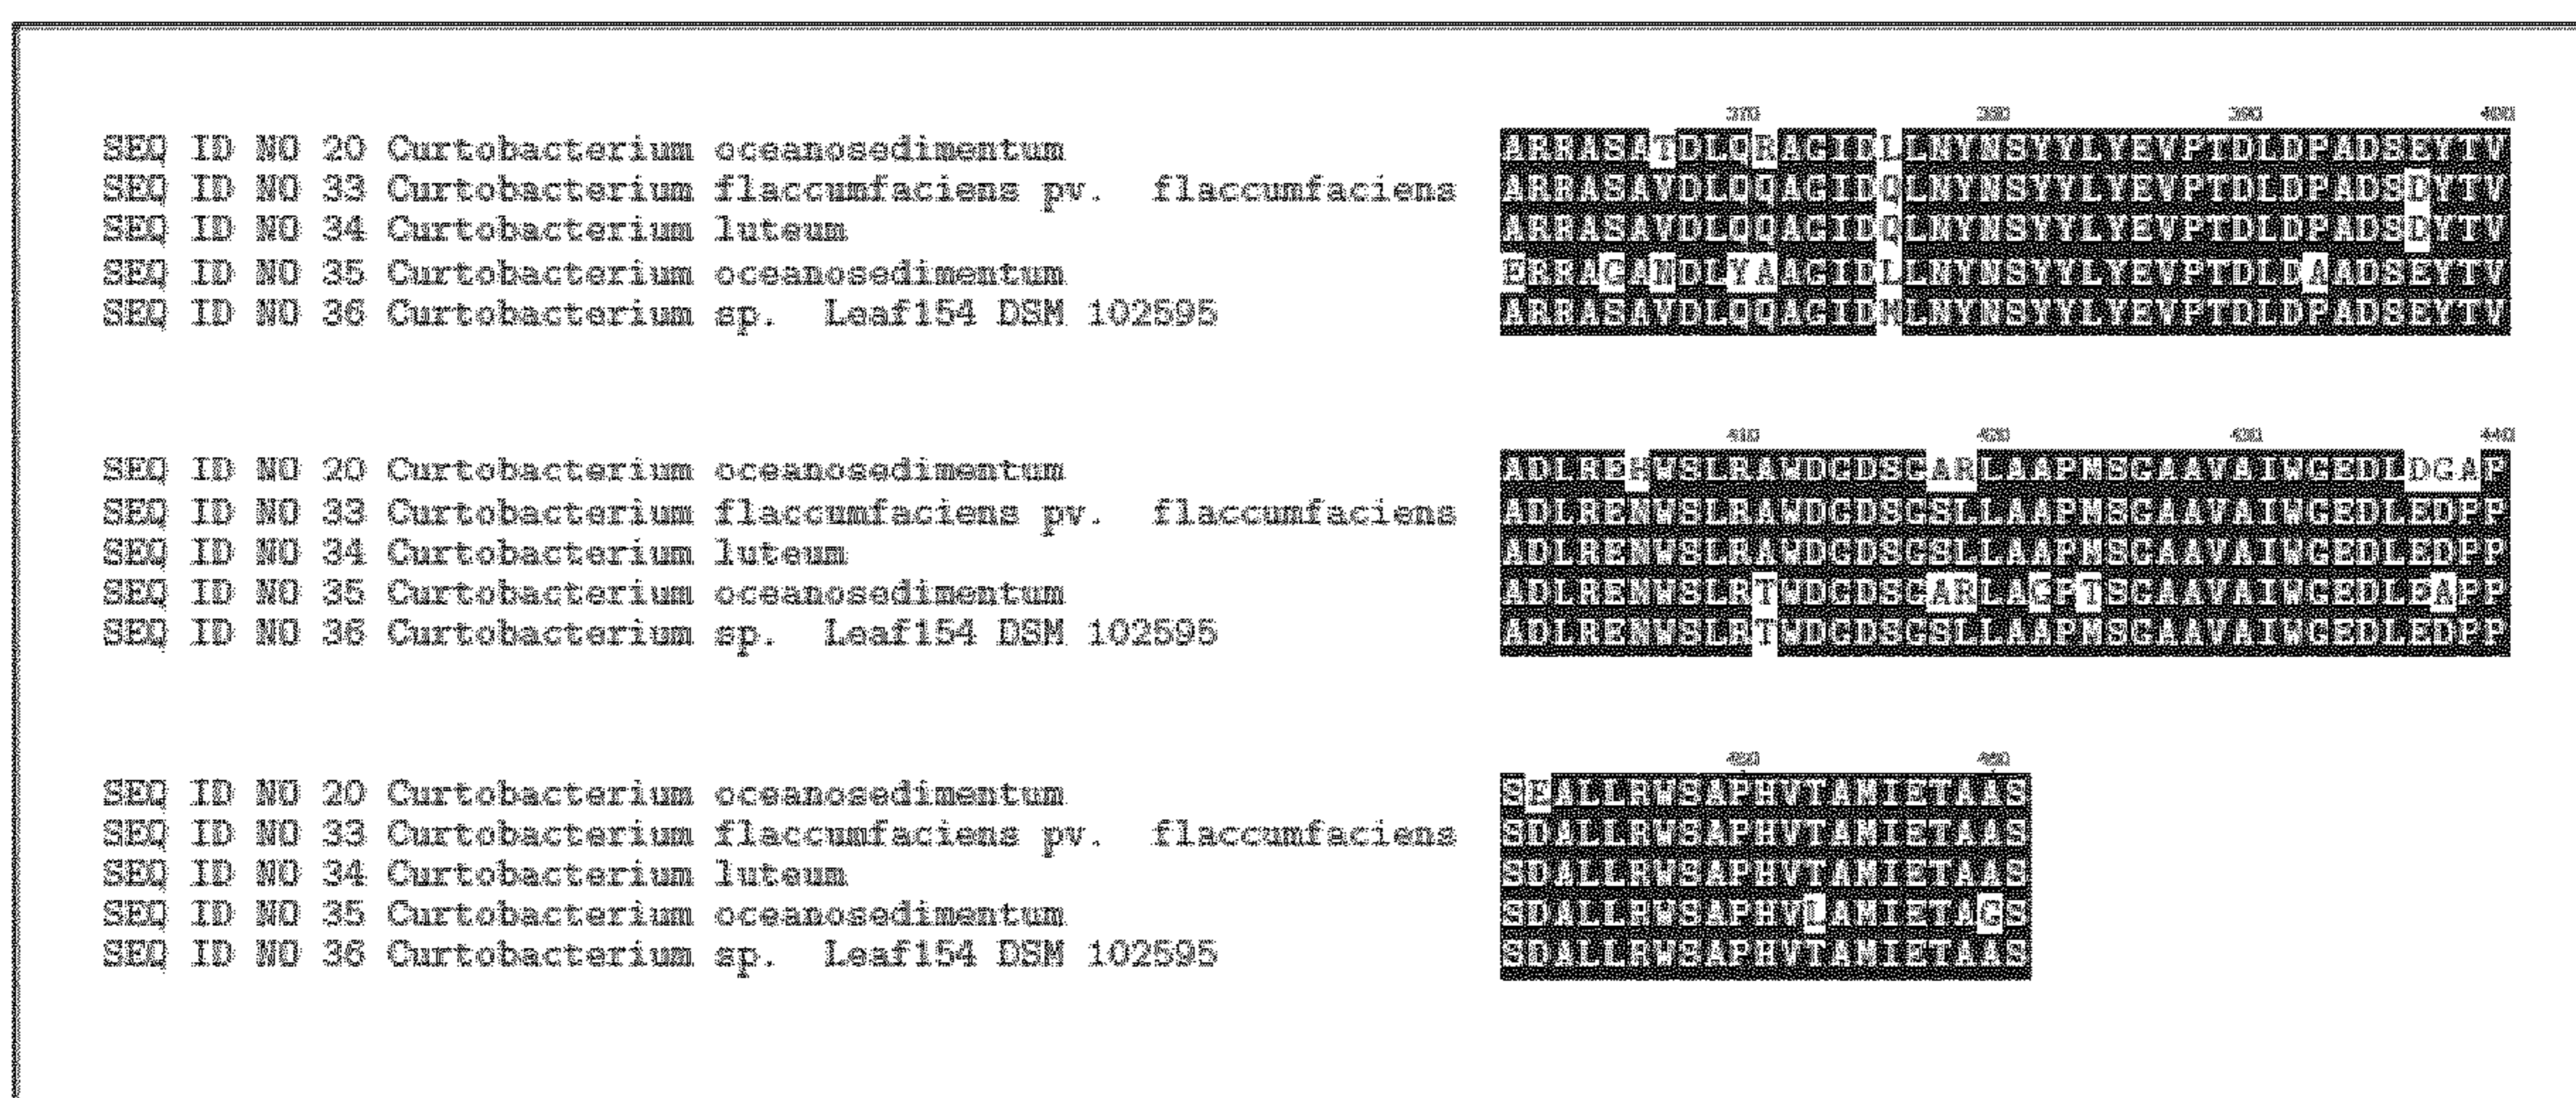 370 380 390 400
SEQ ID NO 20 Curtobacterium oceanosedimentum ARRASATDLQRAGIDLLNYNSYYLYEVPTDLDPADSEYTV
SEQ ID NO 33 Curtobacterium flaccumfaciens pv. flaccumfaciens ARRASAVDLQQAGIDQLNYNSYYLYEVPTDLDPADSDYTV
SEQ ID NO 34 Curtobacterium luteum ARRASAVDLQQAGIDQLNYNSYYLYEVPTDLDPADSDYTV
SEQ ID NO 35 Curtobacterium oceanosedimentum ERRAGANDLYAAGIDLLNYNSYYLYEVPTDLDAADSEYTV
SEQ ID NO 36 Curtobacterium sp. Leaf154 DSM 102595 ARRASAVDLQQAGIDMLNYNSYYLYEVPTDLDPADSEYTV
410 420 430 440
SEQ ID NO 20 Curtobacterium oceanosedimentum ADLREHWSLRAWDGDSGARLAAPMSGAAVAIWGEDLDGAP
SEQ ID NO 33 Curtobacterium flaccumfaciens pv. flaccumfaciens ADLRENWSLRAWDGDSGSLLAAPMSGAAVAIWGEDLEDPP
SEQ ID NO 34 Curtobacterium luteum ADLRENWSLRAWDGDSGSLLAAPMSGAAVAIWGEDLEDPP
SEQ ID NO 35 Curtobacterium oceanosedimentum ADLRENWSLRTWDGDSGARLAGPTSGAAVAIWGEDLEAPP
SEQ ID NO 36 Curtobacterium sp. Leaf154 DSM 102595 ADLRENWSLRTWDGDSGSLLAAPMSGAAVAIWGEDLEDPP
450 460
SEQ ID NO 20 Curtobacterium oceanosedimentum SEALLRWSAPHVTAMIETAAS
SEQ ID NO 33 Curtobacterium flaccumfaciens pv. flaccumfaciens SDALLRWSAPHVTAMIETAAS
SEQ ID NO 34 Curtobacterium luteum SDALLRWSAPHVTAMIETAAS
SEQ ID NO 35 Curtobacterium oceanosedimentum SDALLRWSAPHVLAMIETAGS
SEQ ID NO 36 Curtobacterium sp. Leaf154 DSM 102595 SDALLRWSAPHVTAMIETAAS